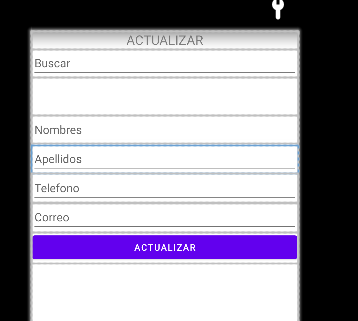 ACTUALIZAR
Buscar
Nombres
Apellidos
Telefono
Correo
ACTUALIZAR